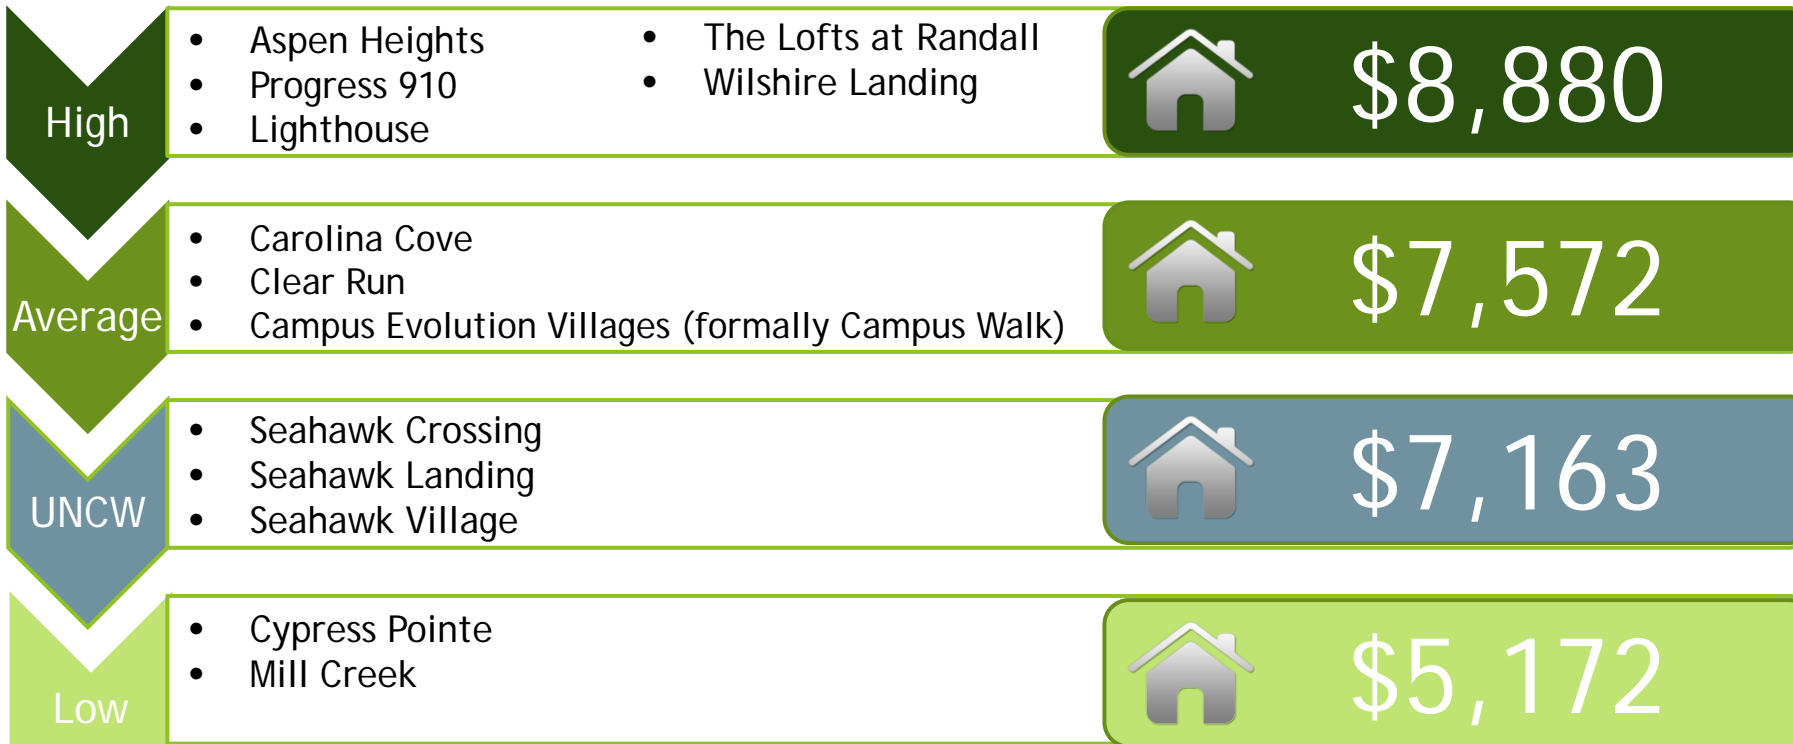 High
• Aspen Heights
• Progress 910
• Lighthouse
• The Lofts at Randall
• Wilshire Landing
$8,880
Average
• Carolina Cove
• Clear Run
• Campus Evolution Villages (formally Campus Walk)
$7,572
UNCW
• Seahawk Crossing
• Seahawk Landing
• Seahawk Village
$7,163
Low
• Cypress Pointe
• Mill Creek
$5,172